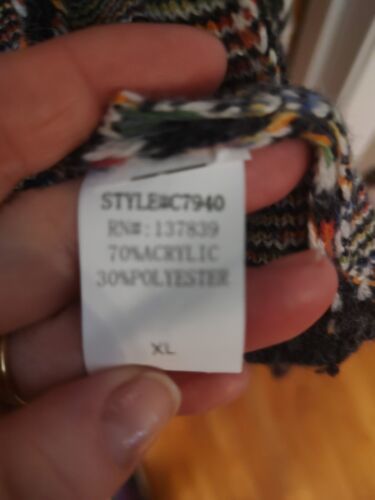 STYLE#C7940
RN#:137839
70%ACRYLIC
30%POLYESTER
XL